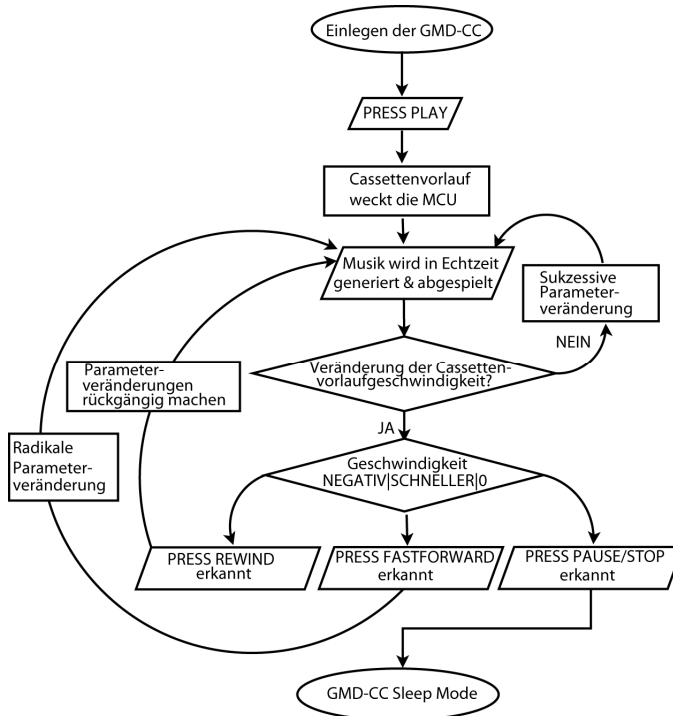 Einlegen der GMD-CC
PRESS PLAY
Cassettenvorlauf
weckt die MCU
Musik wird in Echtzeit
generiert & abgespielt
Sukzessive
Parameter-
veränderung
NEIN
Veränderung der Cassetten-
vorlaufgeschwindigkeit?
Parameter-
veränderungen
rückgängig machen
JA
Radikale
Parameter-
veränderung
Geschwindigkeit
NEGATIV|SCHNELLER|0
PRESS REWIND
erkannt
PRESS FASTFORWARD
erkannt
PRESS PAUSE/STOP
erkannt
GMD-CC Sleep Mode